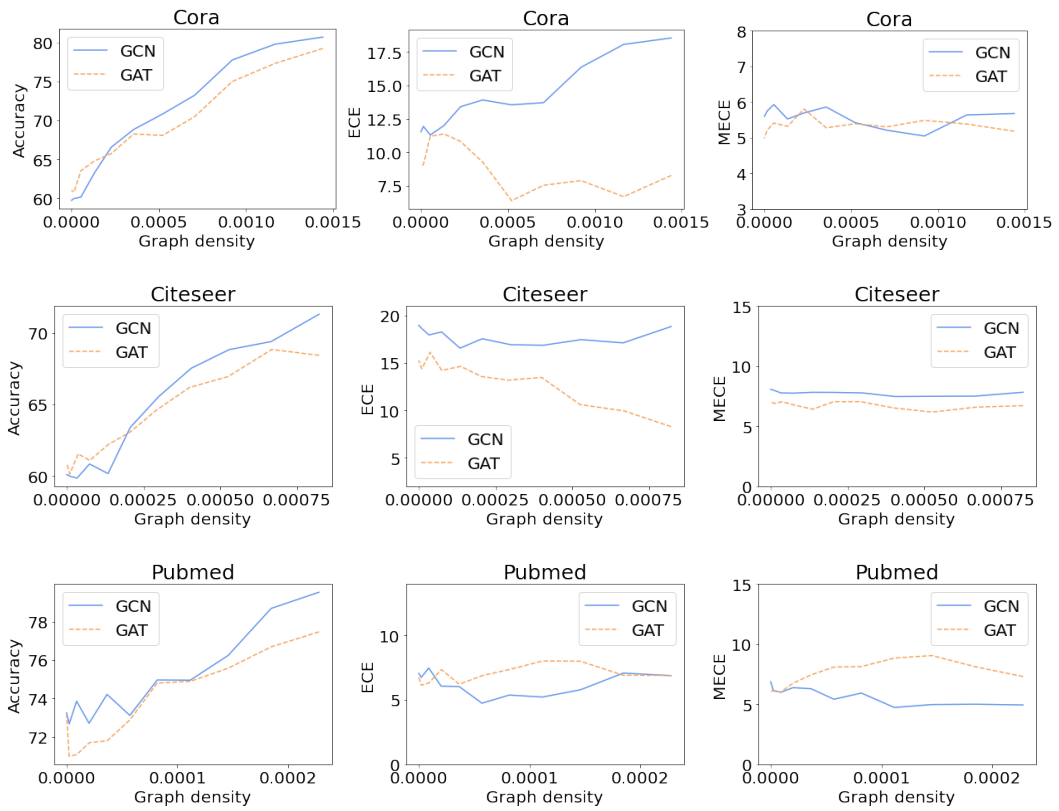 Cora
Accuracy
80
75
70
65
60
GCN
GAT
0.0000 0.0005 0.0010 0.0015
Graph density
Cora
ECE
17.5
15.0
12.5
10.0
7.5
GCN
GAT
0.0000 0.0005 0.0010 0.0015
Graph density
Cora
MECE
8
7
6
5
4
3
GCN
GAT
0.0000 0.0005 0.0010 0.0015
Graph density
Citeseer
Accuracy
70
65
60
GCN
GAT
0.00000 0.00025 0.00050 0.00075
Graph density
Citeseer
ECE
20
15
10
5
GCN
GAT
0.00000 0.00025 0.00050 0.00075
Graph density
Citeseer
MECE
15
10
5
0
GCN
GAT
0.00000 0.00025 0.00050 0.00075
Graph density
Pubmed
Accuracy
78
76
74
72
GCN
GAT
0.0000 0.0001 0.0002
Graph density
Pubmed
ECE
10
5
0
GCN
GAT
0.0000 0.0001 0.0002
Graph density
Pubmed
MECE
15
10
5
0
GCN
GAT
0.0000 0.0001 0.0002
Graph density